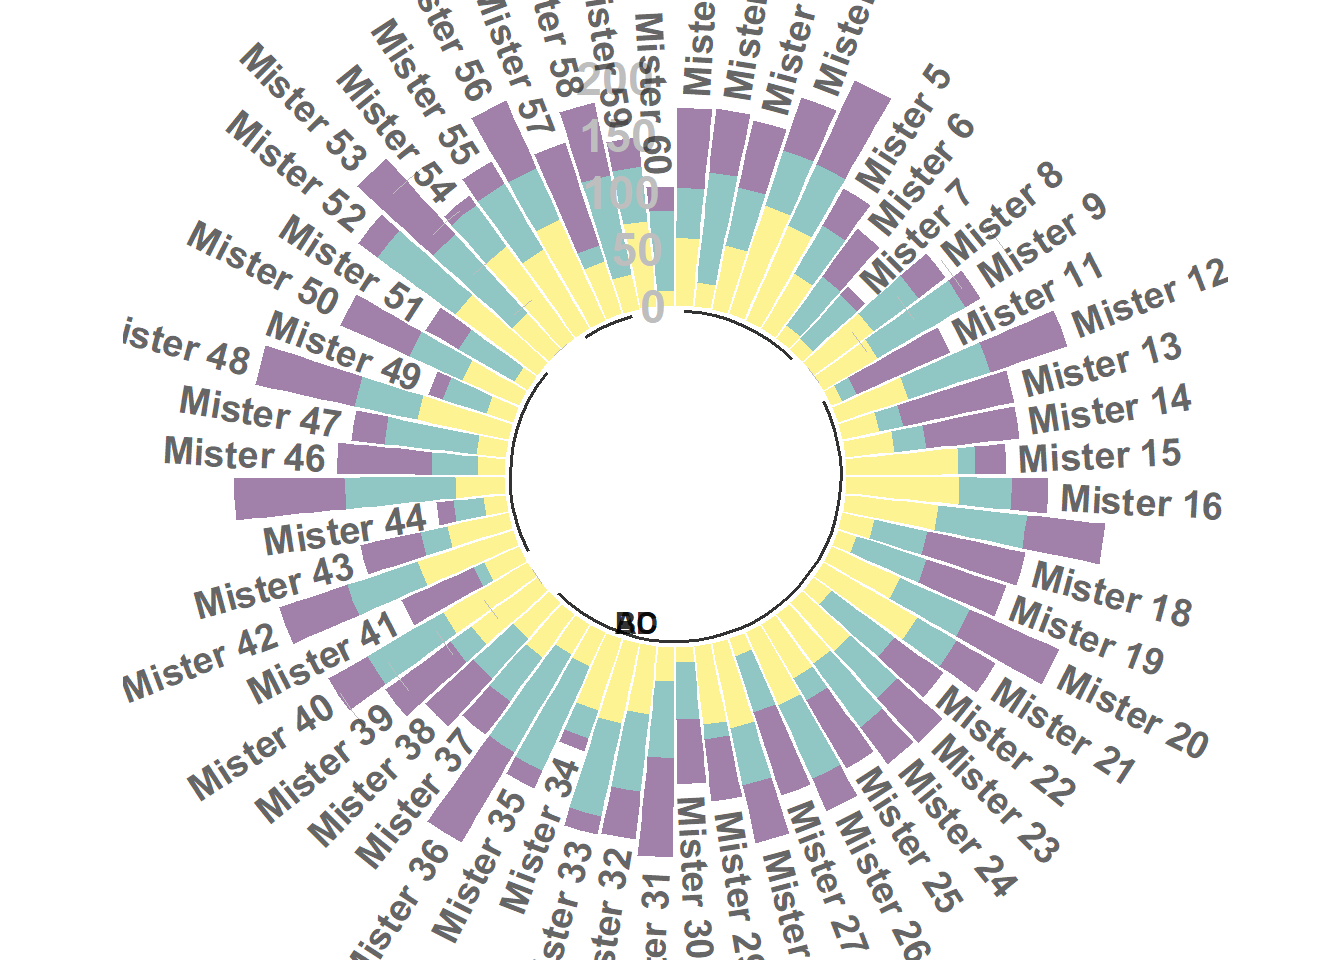 Mister
Mister
Mister
Mister
Mister 5
Mister 6
Mister 7
Mister 8
Mister 9
Mister 11
Mister 12
Mister 13
Mister 14
Mister 15
Mister 16
Mister 18
Mister 19
Mister 20
Mister 21
Mister 22
Mister 23
Mister 24
Mister 25
Mister 26
Mister 27
Mister
Mister 29
Mister 30
ter 31
ster 32
ster 33
Mister 34
Mister 35
Mister 36
Mister 37
Mister 38
Mister 39
Mister 40
Mister 41
Mister 42
Mister 43
Mister 44
Mister 46
Mister 47
ister 48
Mister 49
Mister 50
Mister 51
Mister 52
Mister 53
Mister 54
Mister 55
ster 56
Mister 57
ster 58
ister 59
Mister 60
200
150
100
50
0